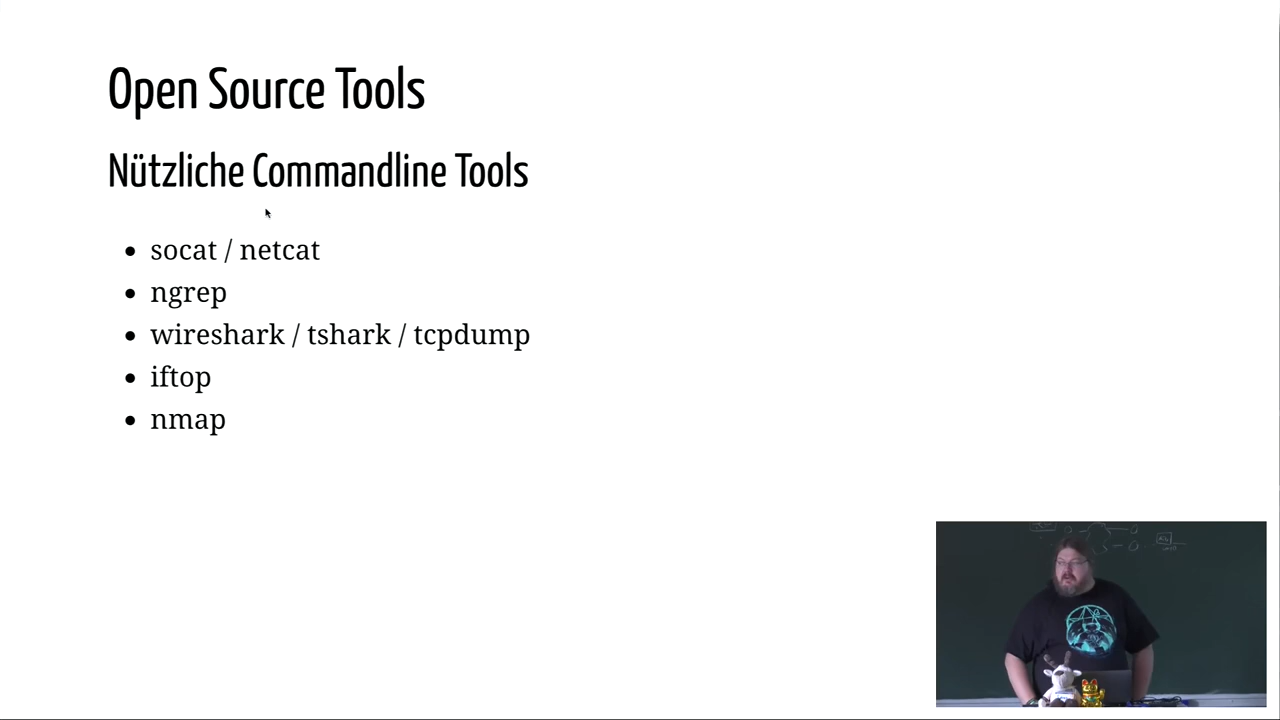 Open Source Tools
Nützliche Commandline Tools
socat / netcat
ngrep
wireshark / tshark / tcpdump
iftop
nmap